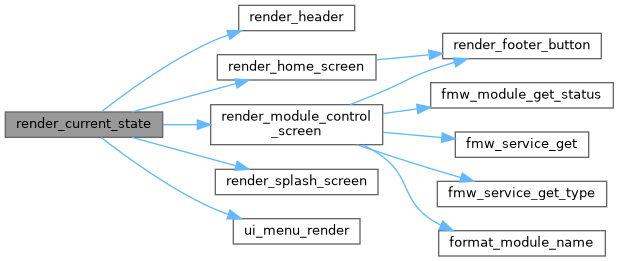 render_current_state
render_header
render_home_screen
render_module_control
_screen
render_splash_screen
ui_menu_render
render_footer_button
fmw_module_get_status
fmw_service_get
fmw_service_get_type
format_module_name